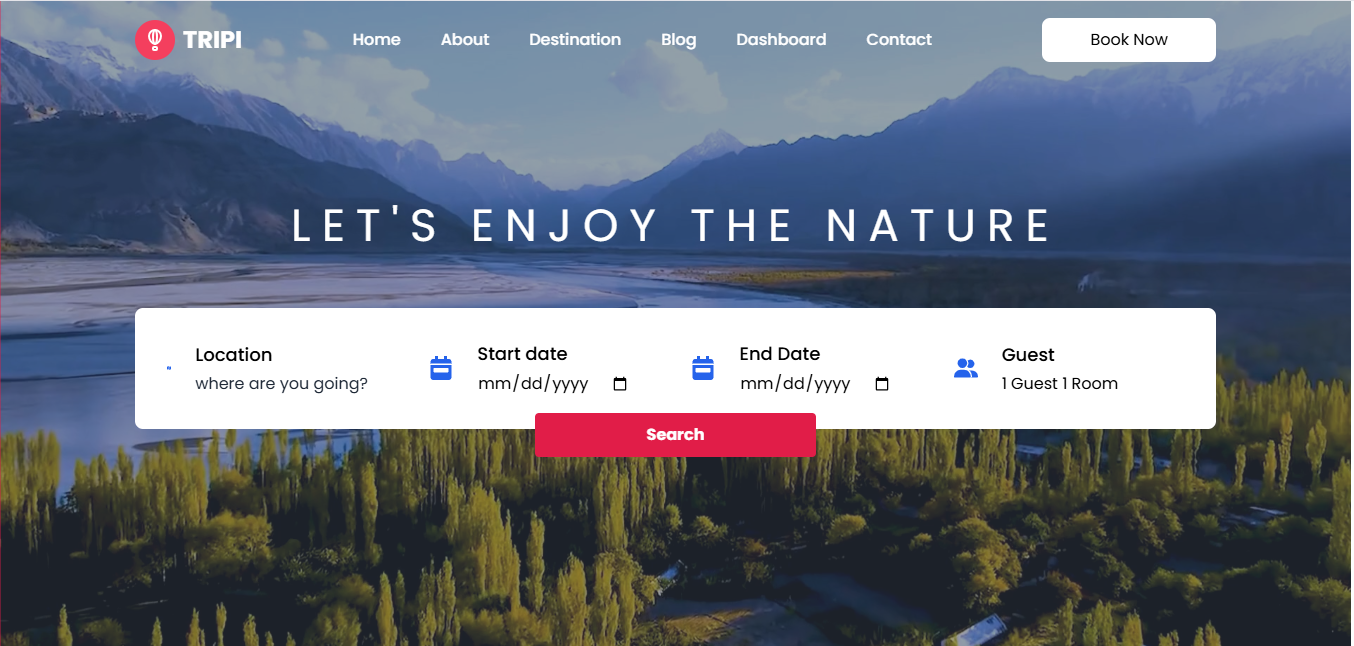 TRIPI
Home About Destination Blog Dashboard Contact
Book Now
LET'S ENJOY THE NATURE
Location Start date End Date Guest
where are you going? mm/dd/yyyy mm/dd/yyyy 1 Guest 1 Room
Search